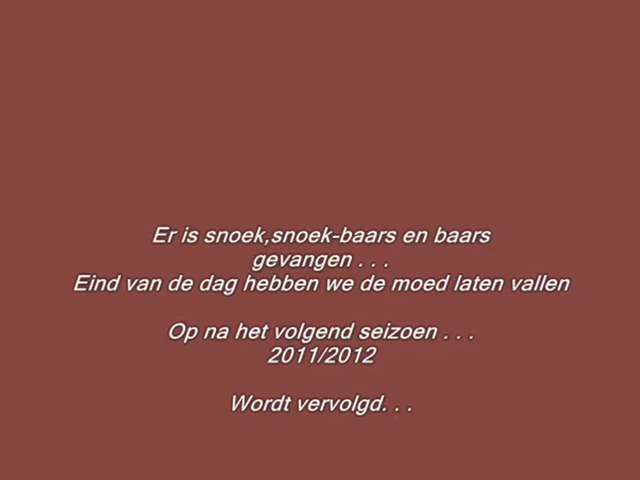 Er is snoek,snoek-baars en baars
gevangen . . .
Eind van de dag hebben we de moed laten vallen
Op na het volgend seizoen . . .
2011/2012
Wordt vervolgd. . .